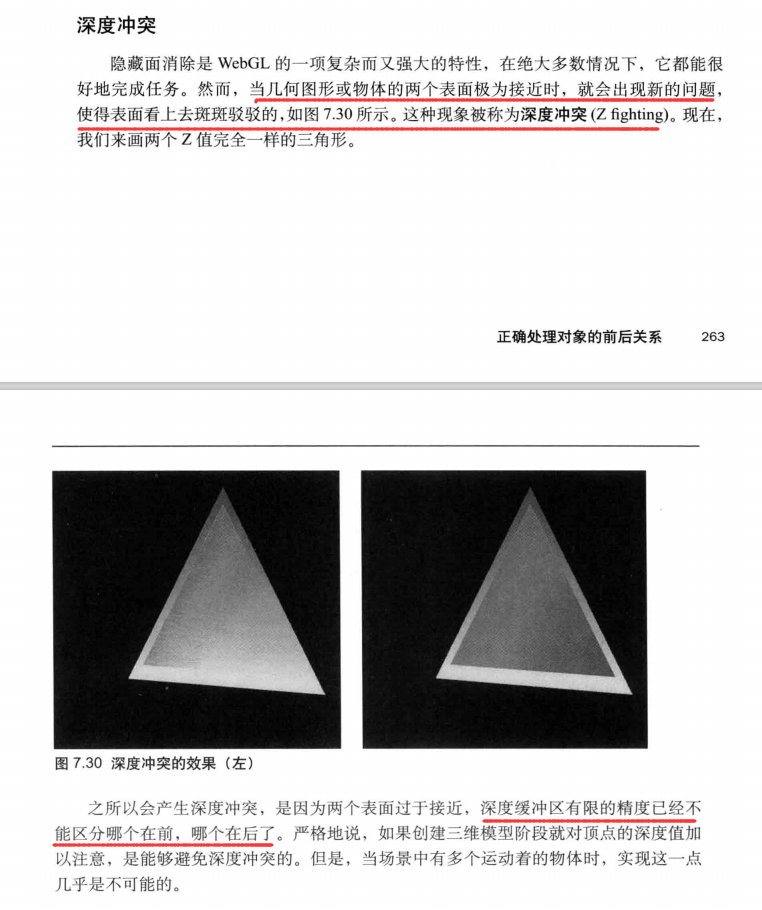 深度冲突
隐藏面消除是 WebGL 的一项复杂而又强大的特性，在绝大多数情况下，它都能很
好地完成任务。然而，当几何图形或物体的两个表面极为接近时，就会出现新的问题，
使得表面看上去斑斑驳驳的，如图 7.30 所示。这种现象被称为深度冲突 (Z fighting)。现在，
我们来画两个 Z 值完全一样的三角形。
正确处理对象的前后关系 263
图 7.30 深度冲突的效果（左）
之所以会产生深度冲突，是因为两个表面过于接近，深度缓冲区有限的精度已经不
能区分哪个在前，哪个在后了。严格地说，如果创建三维模型阶段就对顶点的深度值加
以注意，是能够避免深度冲突的。但是，当场景中有多个运动着的物体时，实现这一点
几乎是不可能的。